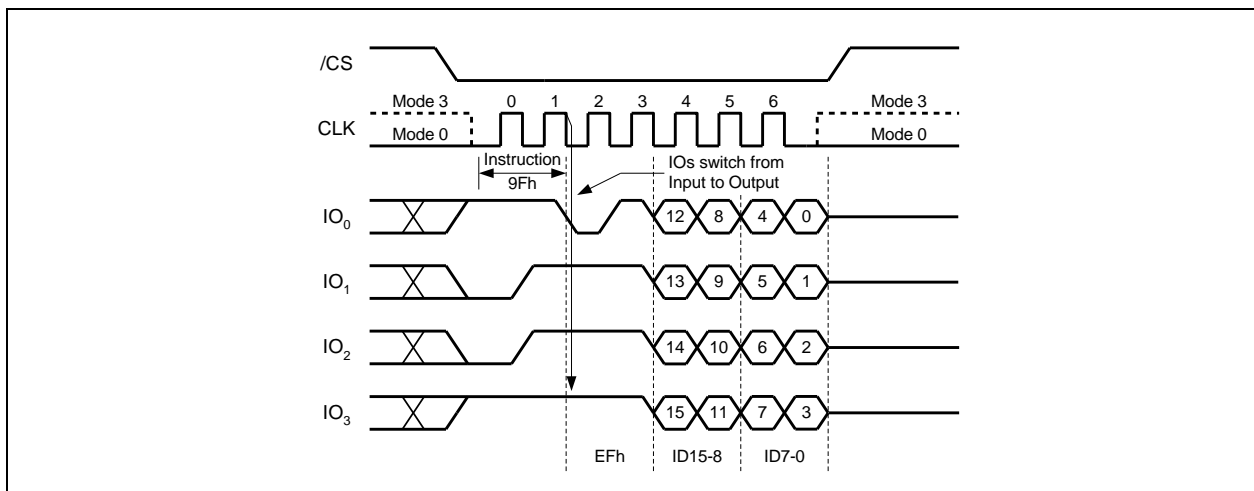 /CS
Mode 3 0 1 2 3 4 5 6 Mode 3
CLK
Mode 0 Mode 0
Instruction
9Fh
IOs switch from
Input to Output
IO0 12 8 4 0
IO1 13 9 5 1
IO2 14 10 6 2
IO3 15 11 7 3
EFh ID15-8 ID7-0